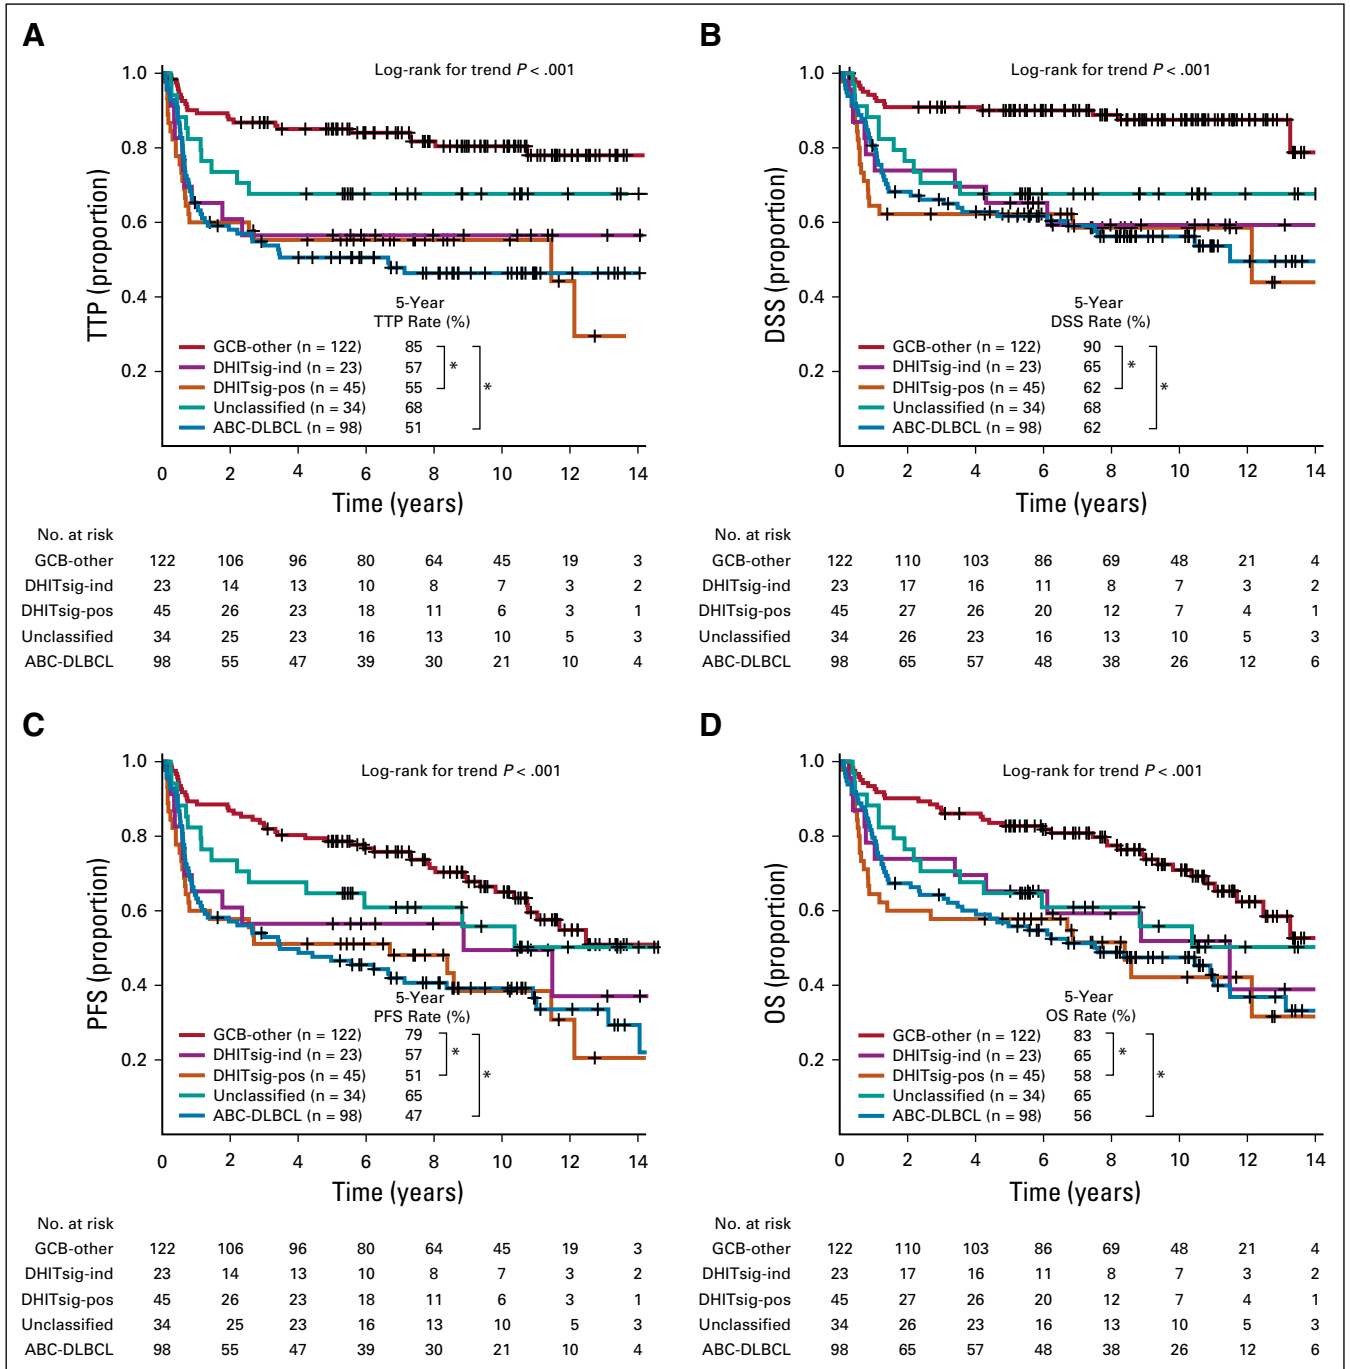 A
Log-rank for trend P < .001
1.0
0.8
0.6
0.4
0.2
TTP (proportion)
5-Year
TTP Rate (%)
GCB-other (n = 122) 85
DHITsig-ind (n = 23) 57 *
DHITsig-pos (n = 45) 55 *
Unclassified (n = 34) 68
ABC-DLBCL (n = 98) 51
0 2 4 6 8 10 12 14
Time (years)
No. at risk
GCB-other 122 106 96 80 64 45 19 3
DHITsig-ind 23 14 13 10 8 7 3 2
DHITsig-pos 45 26 23 18 11 6 3 1
Unclassified 34 25 23 16 13 10 5 3
ABC-DLBCL 98 55 47 39 30 21 10 4
B
Log-rank for trend P < .001
1.0
0.8
0.6
0.4
0.2
DSS (proportion)
5-Year
DSS Rate (%)
GCB-other (n = 122) 90
DHITsig-ind (n = 23) 65 *
DHITsig-pos (n = 45) 62 *
Unclassified (n = 34) 68
ABC-DLBCL (n = 98) 62
0 2 4 6 8 10 12 14
Time (years)
No. at risk
GCB-other 122 110 103 86 69 48 21 4
DHITsig-ind 23 17 16 11 8 7 3 2
DHITsig-pos 45 27 26 20 12 7 4 1
Unclassified 34 26 23 16 13 10 5 3
ABC-DLBCL 98 65 57 48 38 26 12 6
C
Log-rank for trend P < .001
1.0
0.8
0.6
0.4
0.2
PFS (proportion)
5-Year
PFS Rate (%)
GCB-other (n = 122) 79
DHITsig-ind (n = 23) 57 *
DHITsig-pos (n = 45) 51 *
Unclassified (n = 34) 65
ABC-DLBCL (n = 98) 47
0 2 4 6 8 10 12 14
Time (years)
No. at risk
GCB-other 122 106 96 80 64 45 19 3
DHITsig-ind 23 14 13 10 8 7 3 2
DHITsig-pos 45 26 23 18 11 6 3 1
Unclassified 34 25 23 16 13 10 5 3
ABC-DLBCL 98 55 47 39 30 21 10 4
D
Log-rank for trend P < .001
1.0
0.8
0.6
0.4
0.2
OS (proportion)
5-Year
OS Rate (%)
GCB-other (n = 122) 83
DHITsig-ind (n = 23) 65 *
DHITsig-pos (n = 45) 58 *
Unclassified (n = 34) 65
ABC-DLBCL (n = 98) 56
0 2 4 6 8 10 12 14
Time (years)
No. at risk
GCB-other 122 110 103 86 69 48 21 4
DHITsig-ind 23 17 16 11 8 7 3 2
DHITsig-pos 45 27 26 20 12 7 4 1
Unclassified 34 26 23 16 13 10 5 3
ABC-DLBCL 98 65 57 48 38 26 12 6